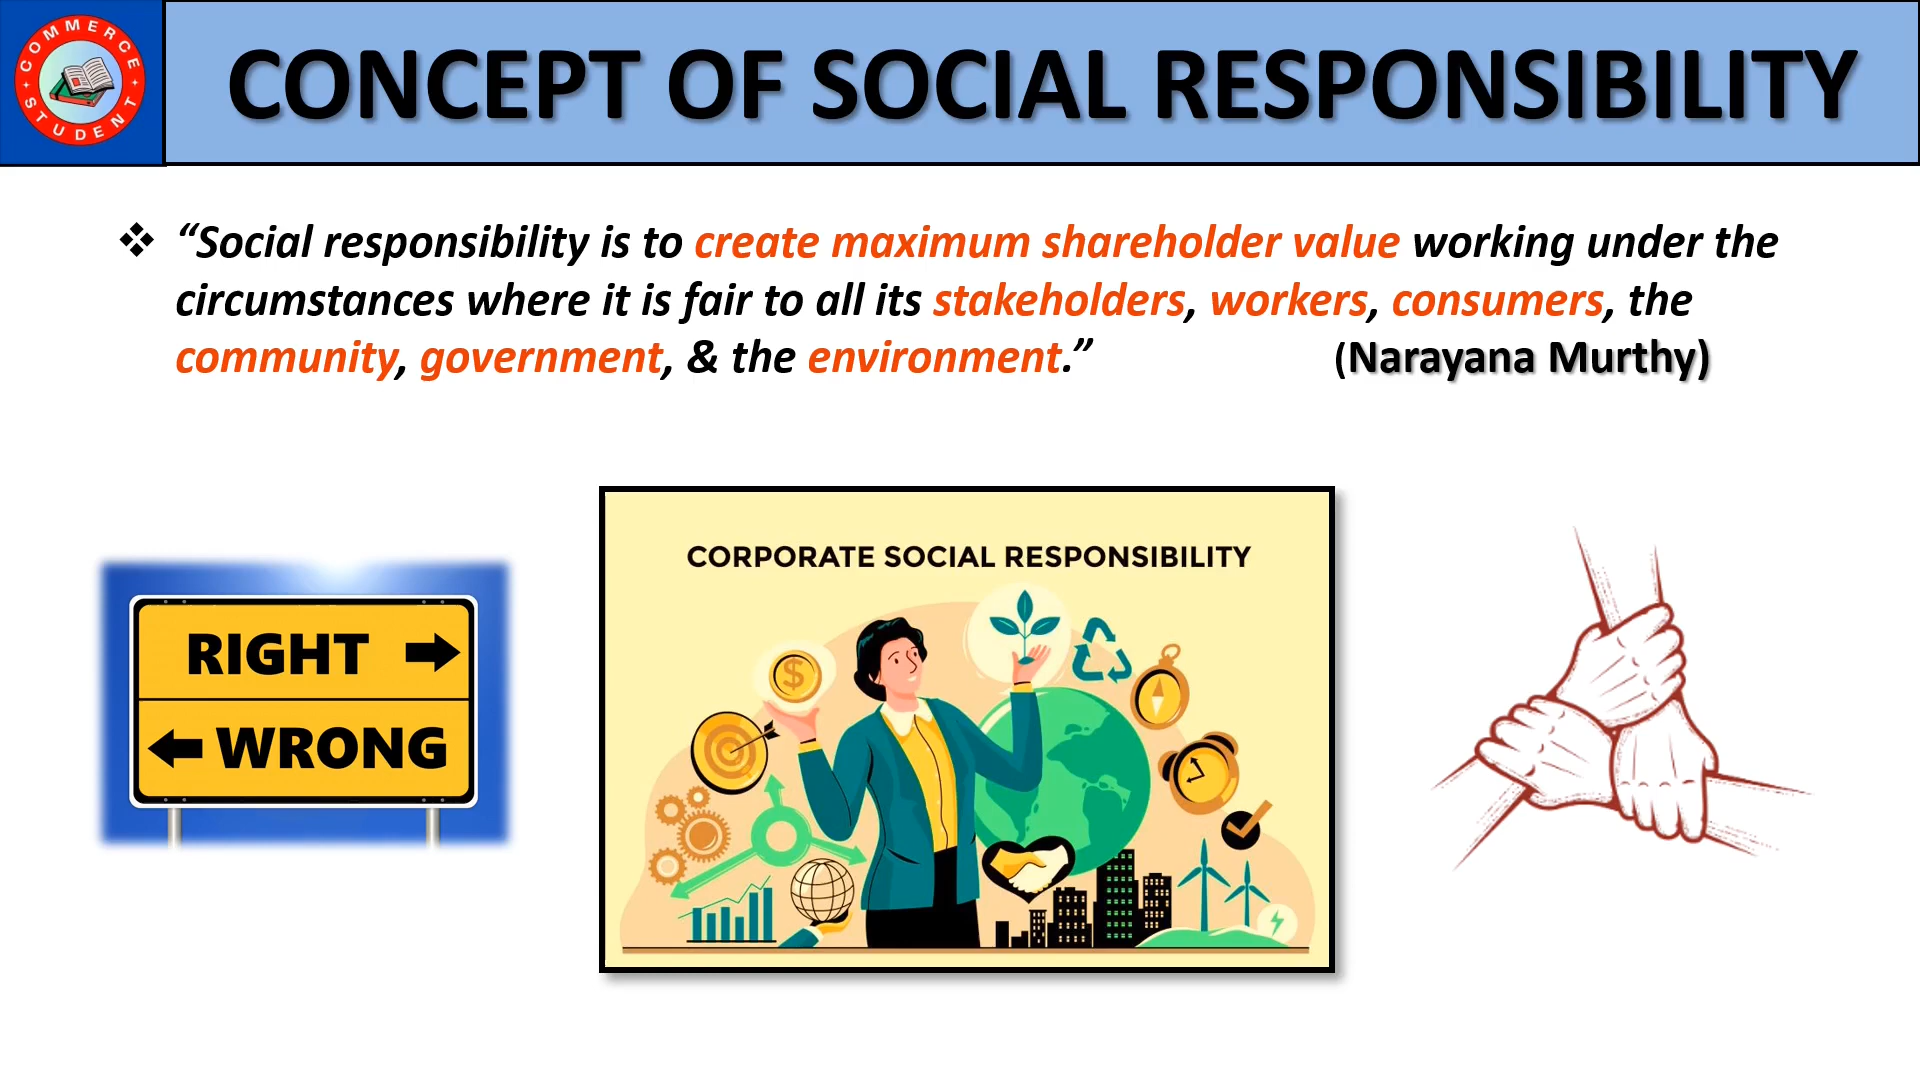 COMMERCE
STUDENT
CONCEPT OF SOCIAL RESPONSIBILITY
❖ “Social responsibility is to create maximum shareholder value working under the
circumstances where it is fair to all its stakeholders, workers, consumers, the
community, government, & the environment.” (Narayana Murthy)
RIGHT
WRONG
CORPORATE SOCIAL RESPONSIBILITY
$